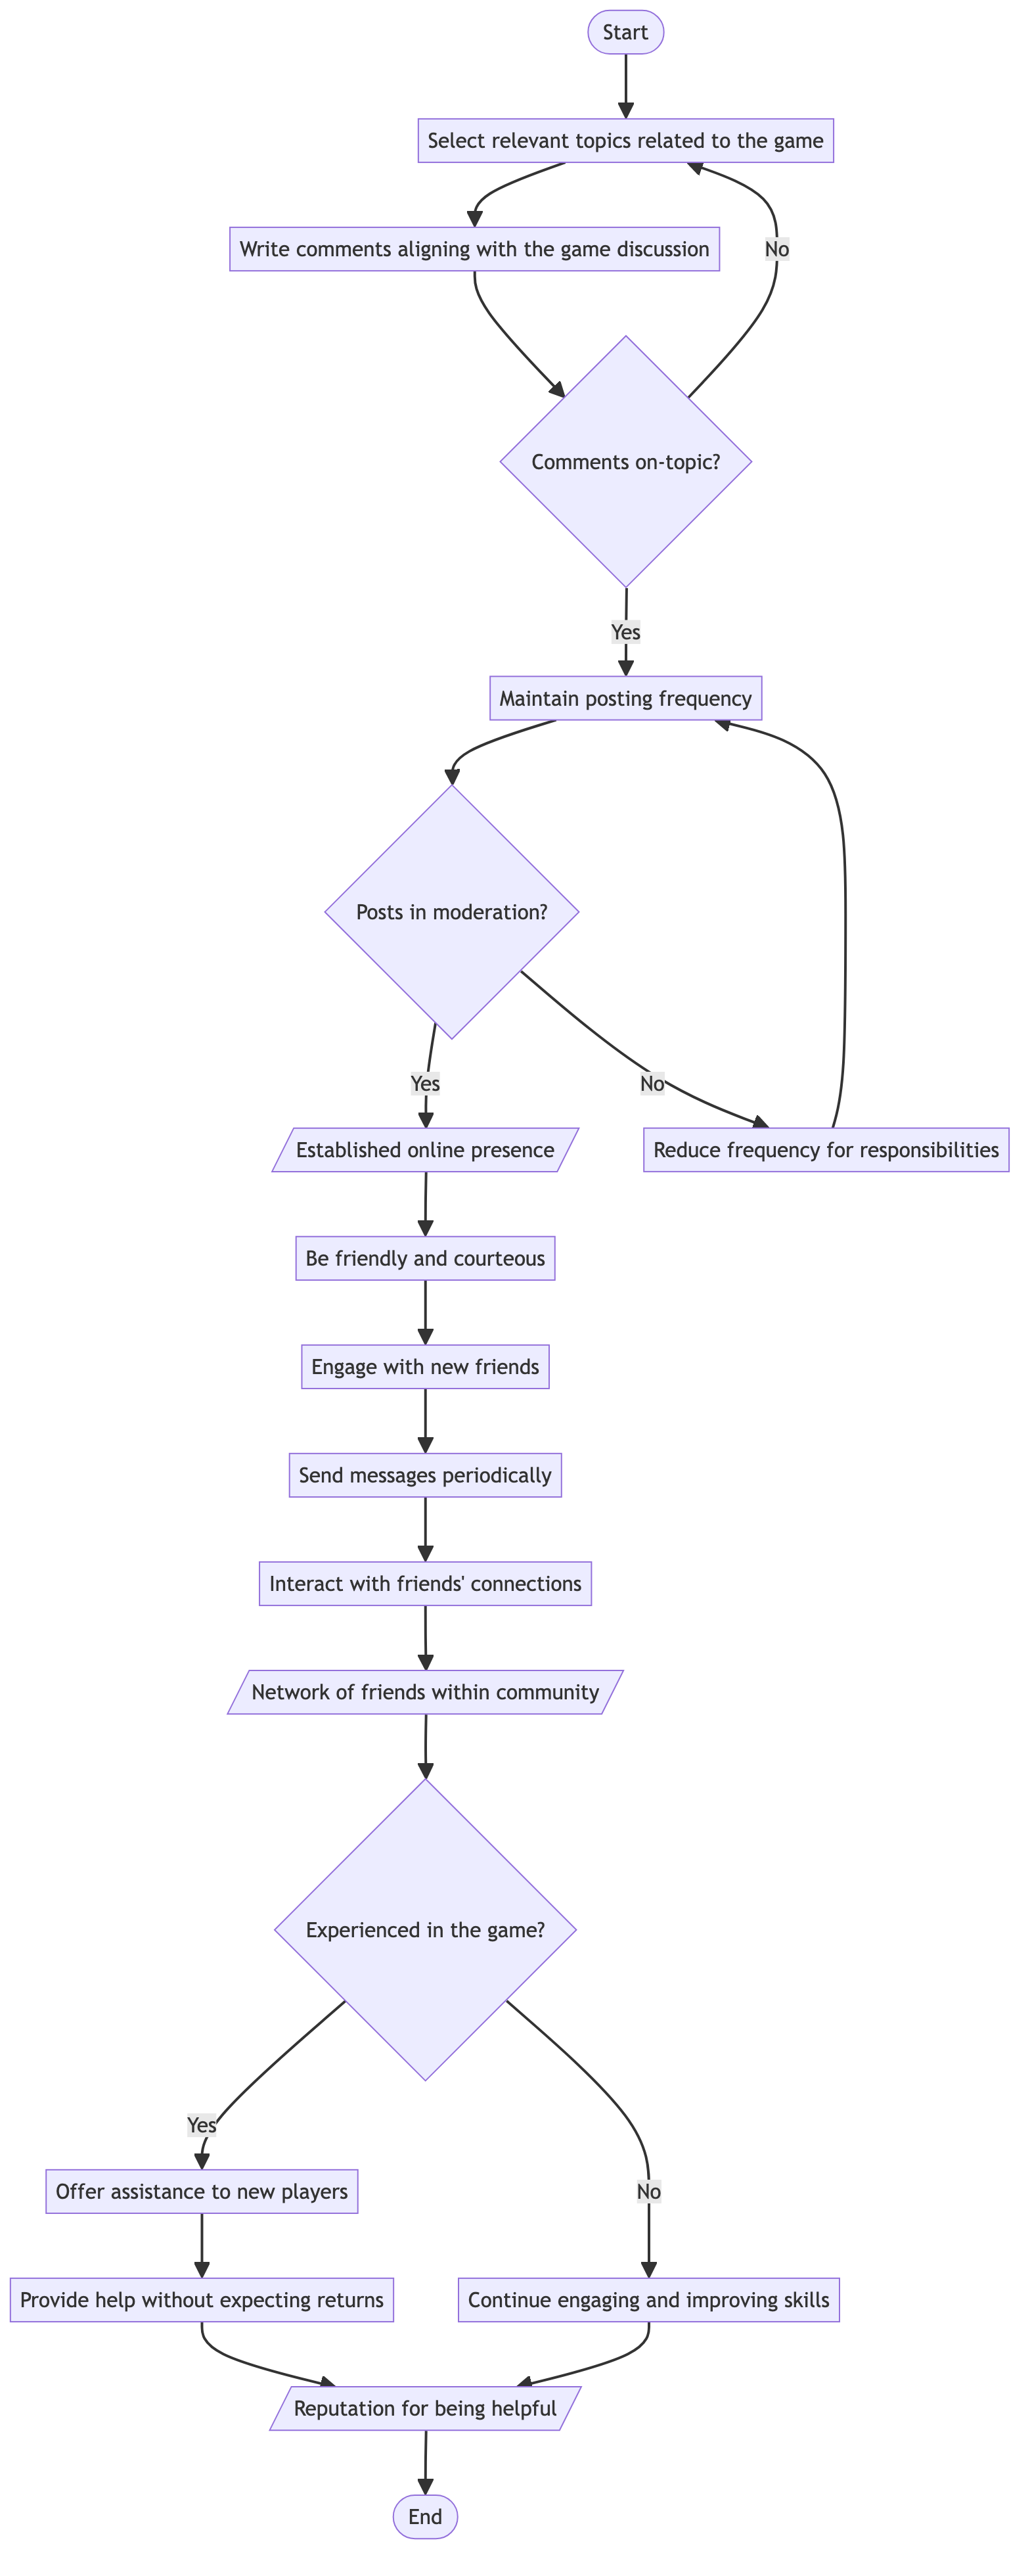 Start
Select relevant topics related to the game
Write comments aligning with the game discussion
No
Comments on-topic?
Yes
Maintain posting frequency
Posts in moderation?
Yes
No
Established online presence
Reduce frequency for responsibilities
Be friendly and courteous
Engage with new friends
Send messages periodically
Interact with friends' connections
Network of friends within community
Experienced in the game?
Yes
Offer assistance to new players
No
Provide help without expecting returns
Continue engaging and improving skills
Reputation for being helpful
End